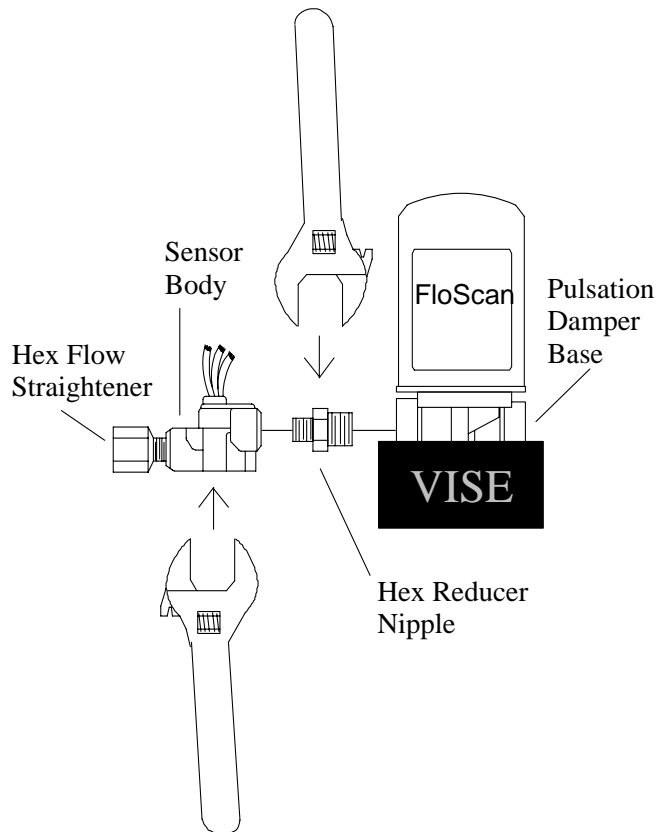 Sensor
Body
FloScan
Pulsation
Damper
Base
Hex Flow
Straightener
VISE
Hex Reducer
Nipple